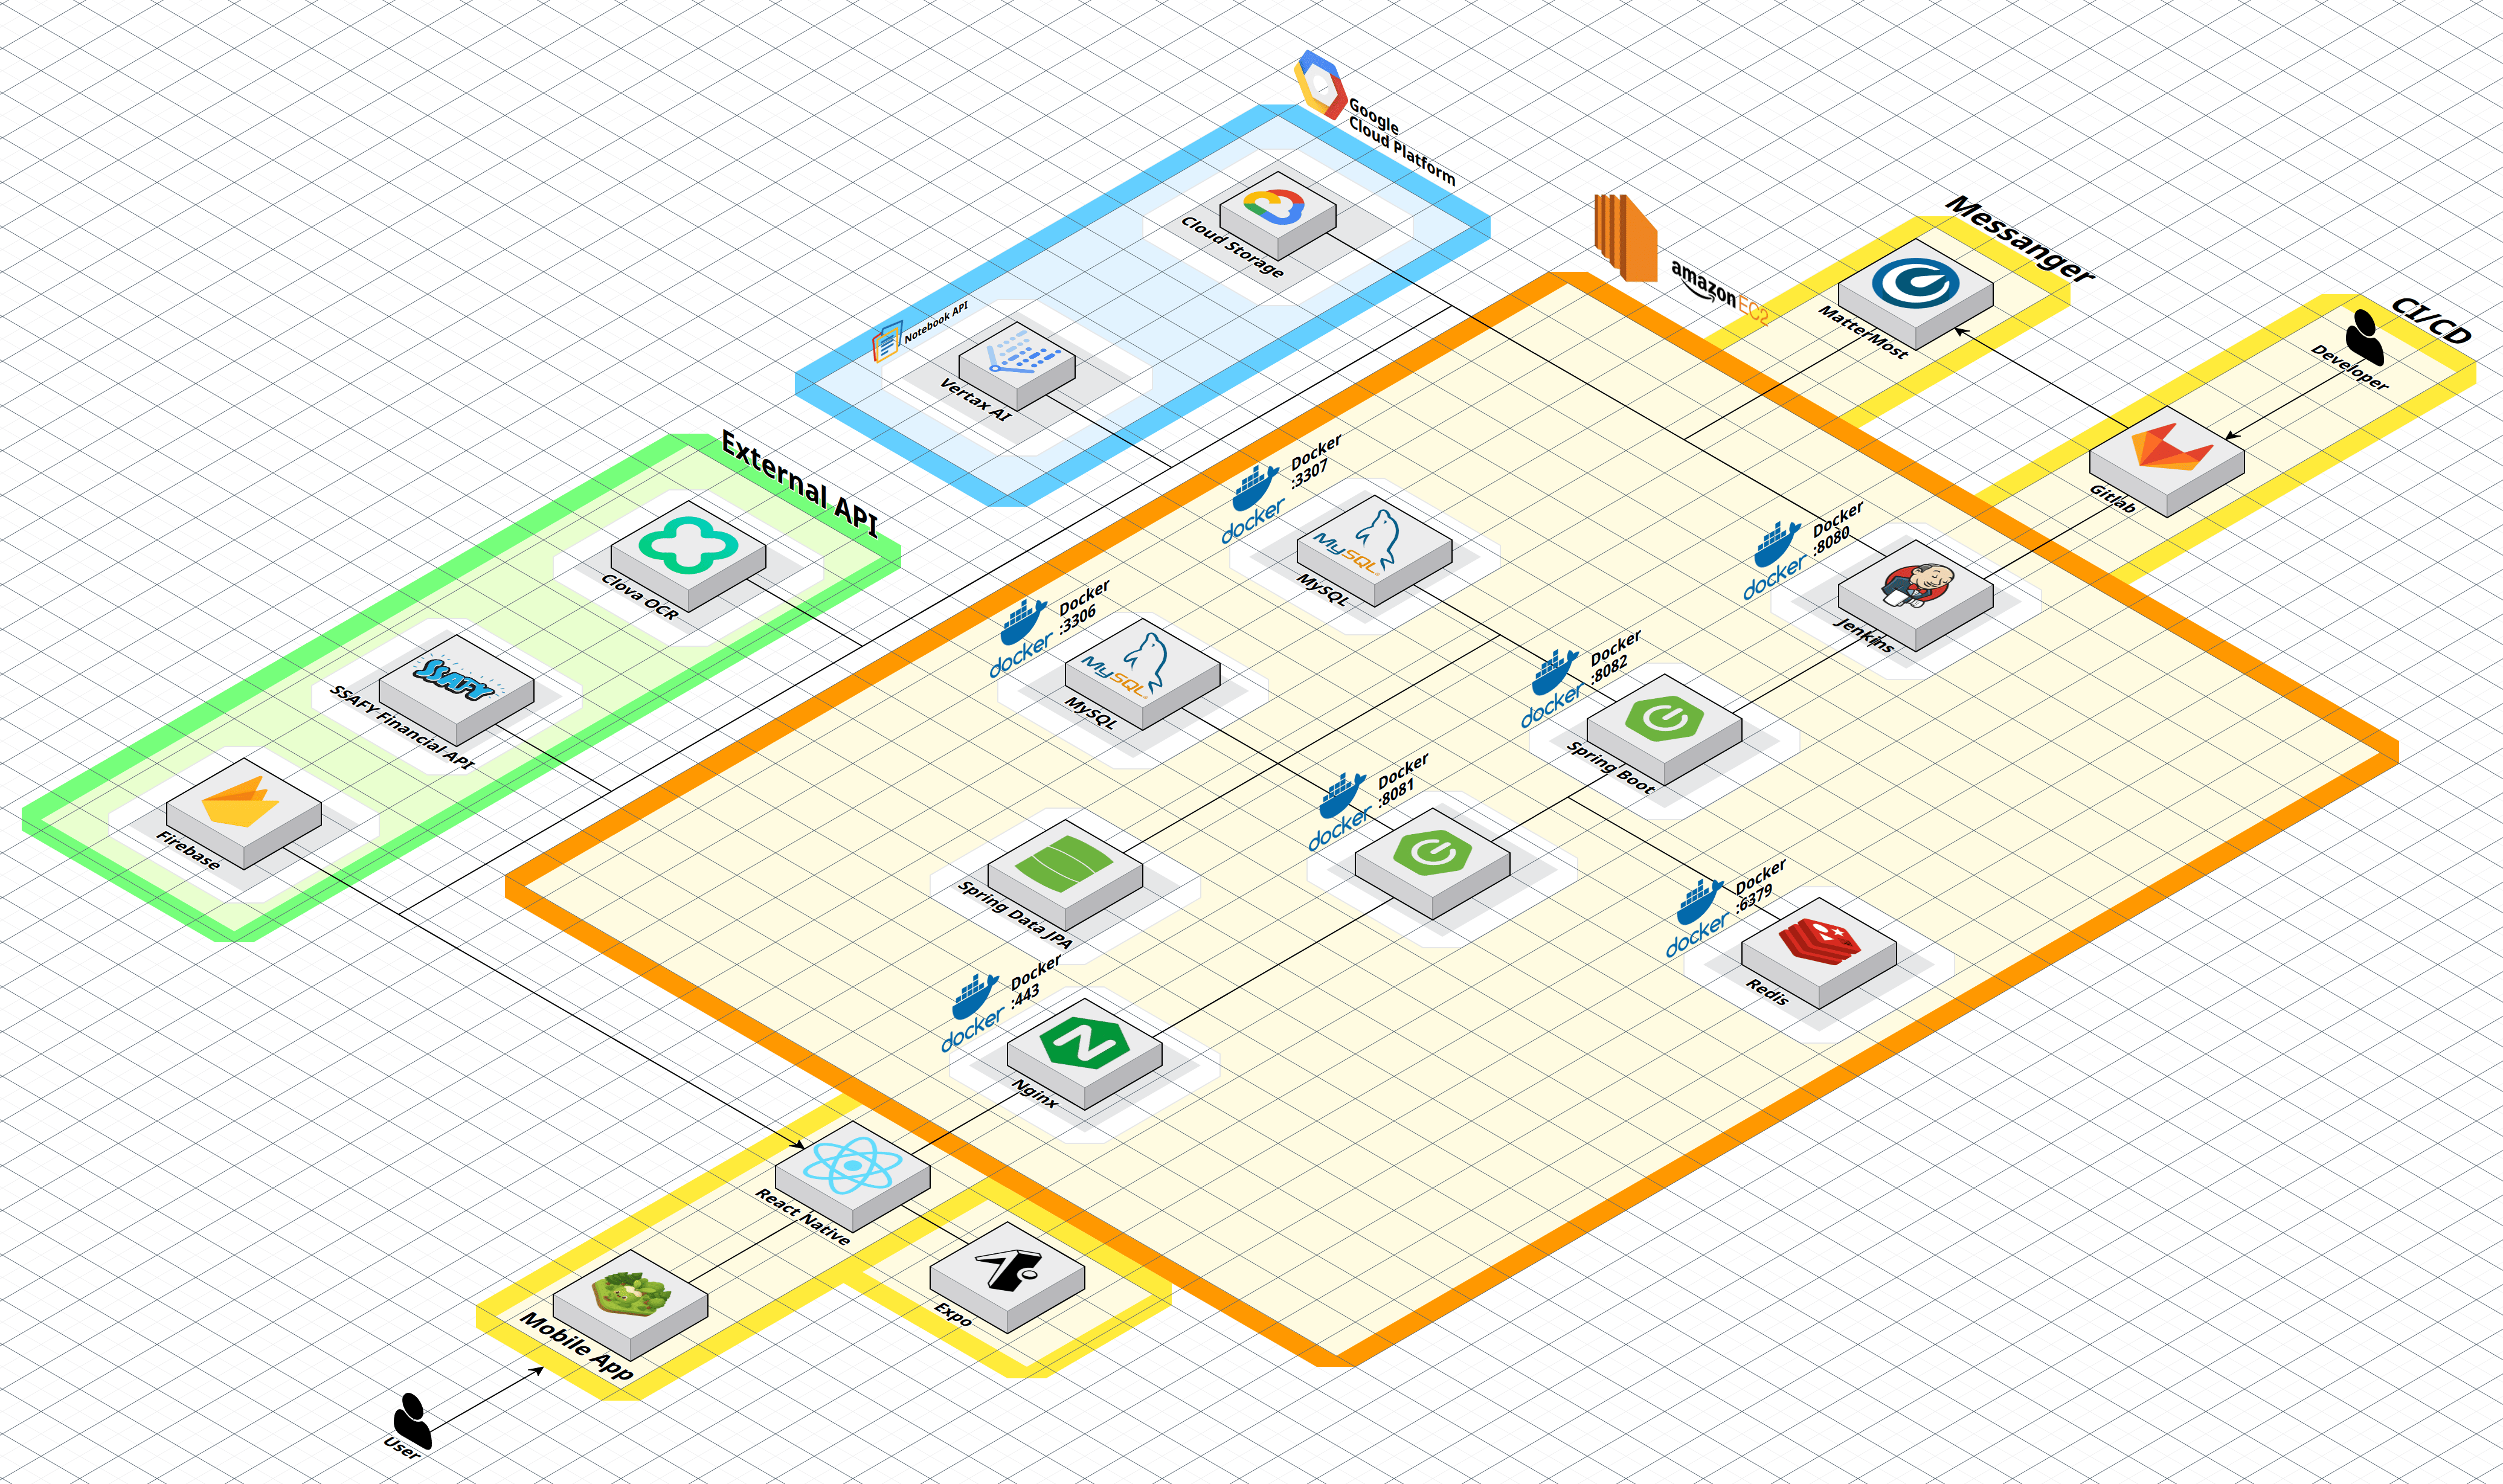 Google
Cloud Platform
Cloud Storage
Notebook API
Vertax AI
amazon EC2
Messanger
MatterMost
CI/CD
Developer
Gitlab
External API
Clova OCR
SSAFY
SSAFY Financial API
Firebase
docker
Docker
:3307
MySQL
MySQL
docker
Docker
:3306
MySQL
MySQL
docker
Docker
:8080
Jenkins
docker
Docker
:8082
Spring Boot
docker
Docker
:8081
Spring Data JPA
docker
Docker
:6379
Redis
docker
Docker
:443
Nginx
React Native
Expo
Mobile App
User